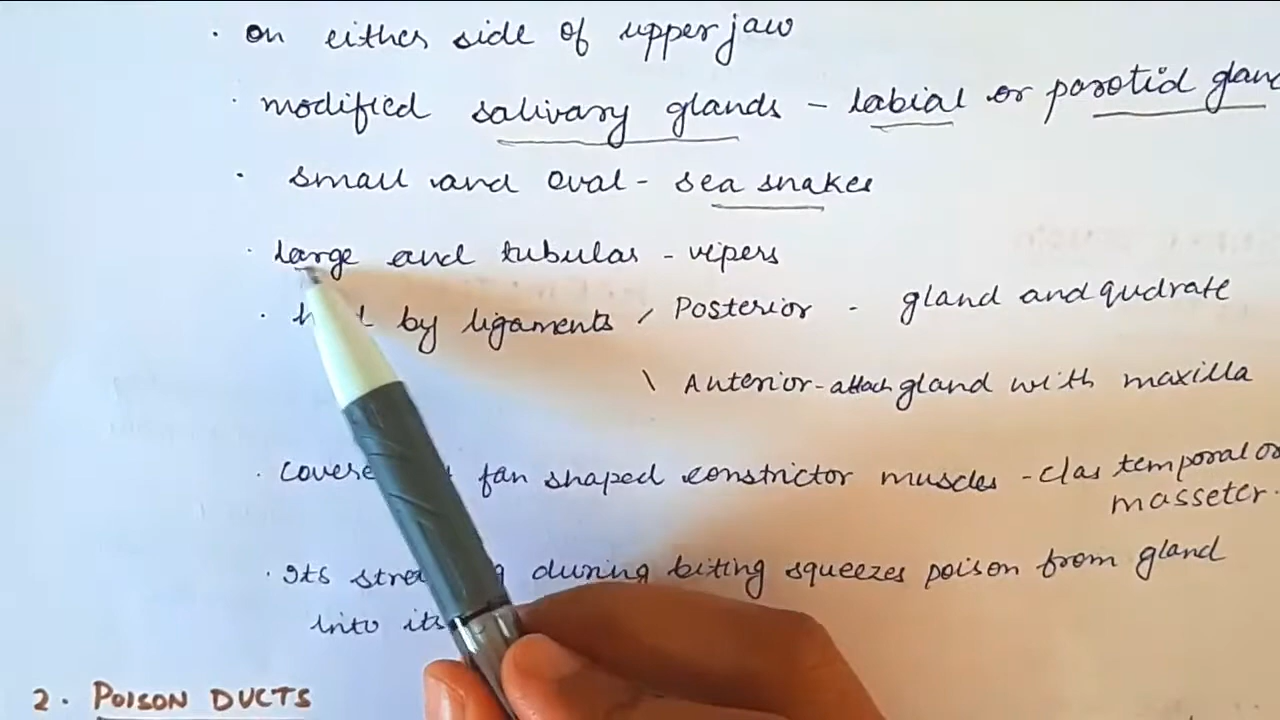 . on either side of upper jaw
. modified salivary glands - labial or parotid gland
. small and oval - sea snakes
. large and tubular - vipers
. by ligaments / Posterior - gland and qudrate
\ Anterior - attach gland with maxilla
. fan shaped constrictor muscles - clas temporal or
masseter.
. Its during biting squeezes poison from gland
into its
2. POISON DUCTS